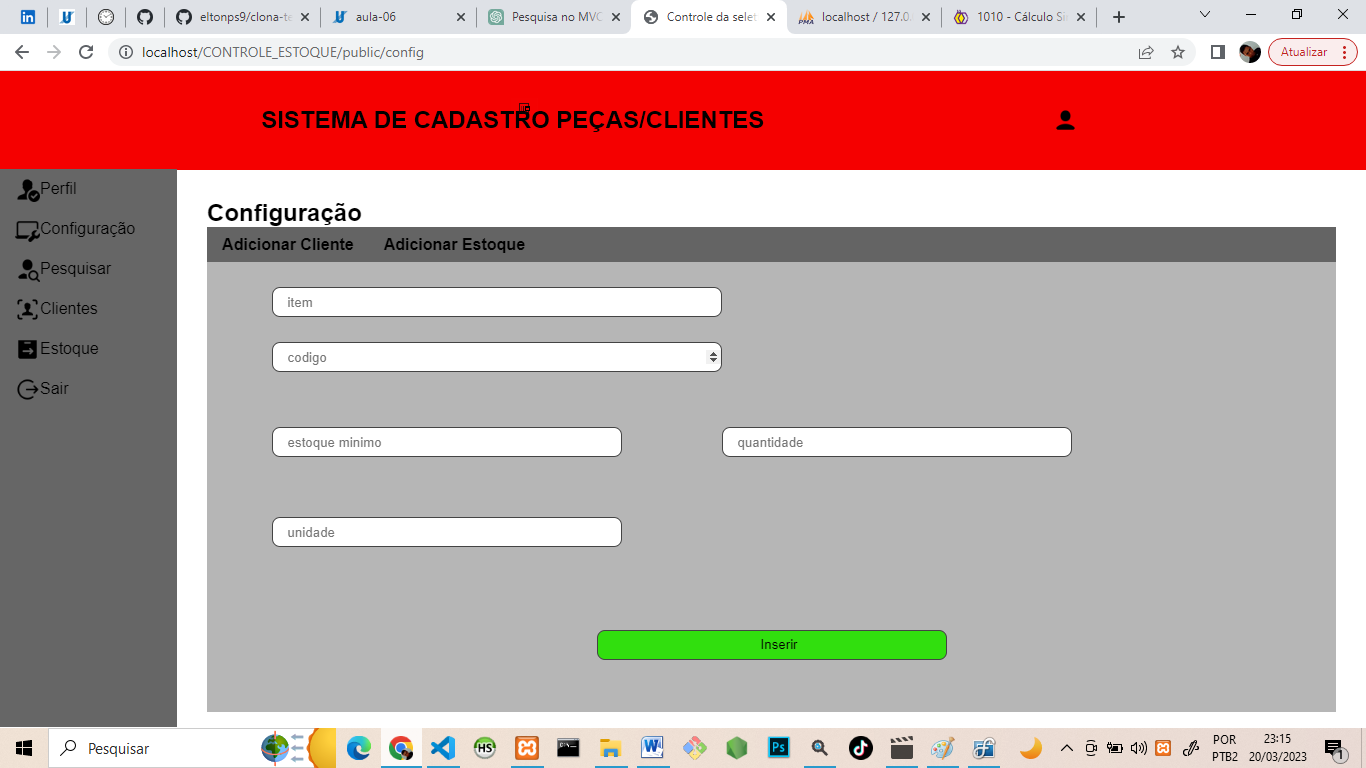 eltonps9/clona-te
aula-06
Pesquisa no MVC
Controle da selet
localhost / 127.0.
1010 - Cálculo Sim
localhost/CONTROLE_ESTOQUE/public/config
Atualizar
SISTEMA DE CADASTRO PEÇAS/CLIENTES
Perfil
Configuração
Pesquisar
Clientes
Estoque
Sair
Configuração
Adicionar Cliente Adicionar Estoque
item
codigo
estoque minimo quantidade
unidade
Inserir
Pesquisar
POR
PTB2
23:15
20/03/2023
1